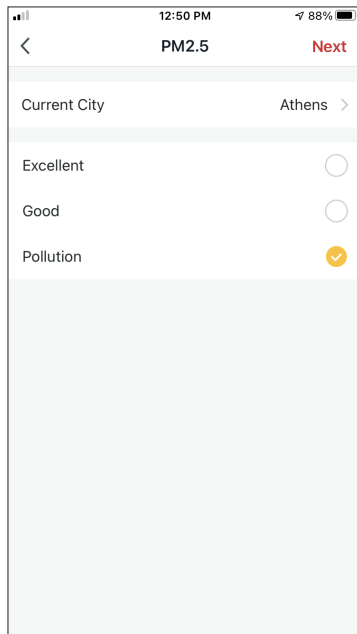 12:50 PM 88%
PM2.5 Next
Current City Athens
Excellent
Good
Pollution